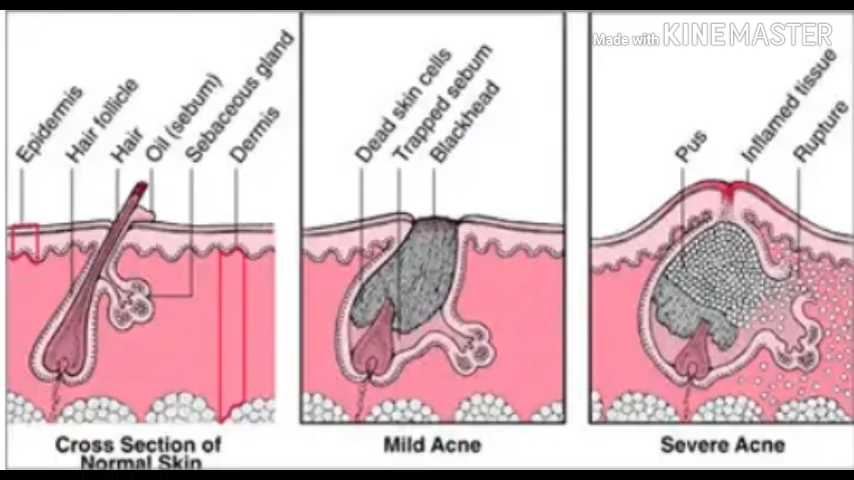 Made with KINEMASTER
Epidermis
Hair follicle
Hair
Oil (sebum)
Sebaceous gland
Dermis
Dead skin cells
Trapped sebum
Blackhead
Pus
Inflamed tissue
Rupture
Cross Section of
Normal Skin
Mild Acne
Severe Acne